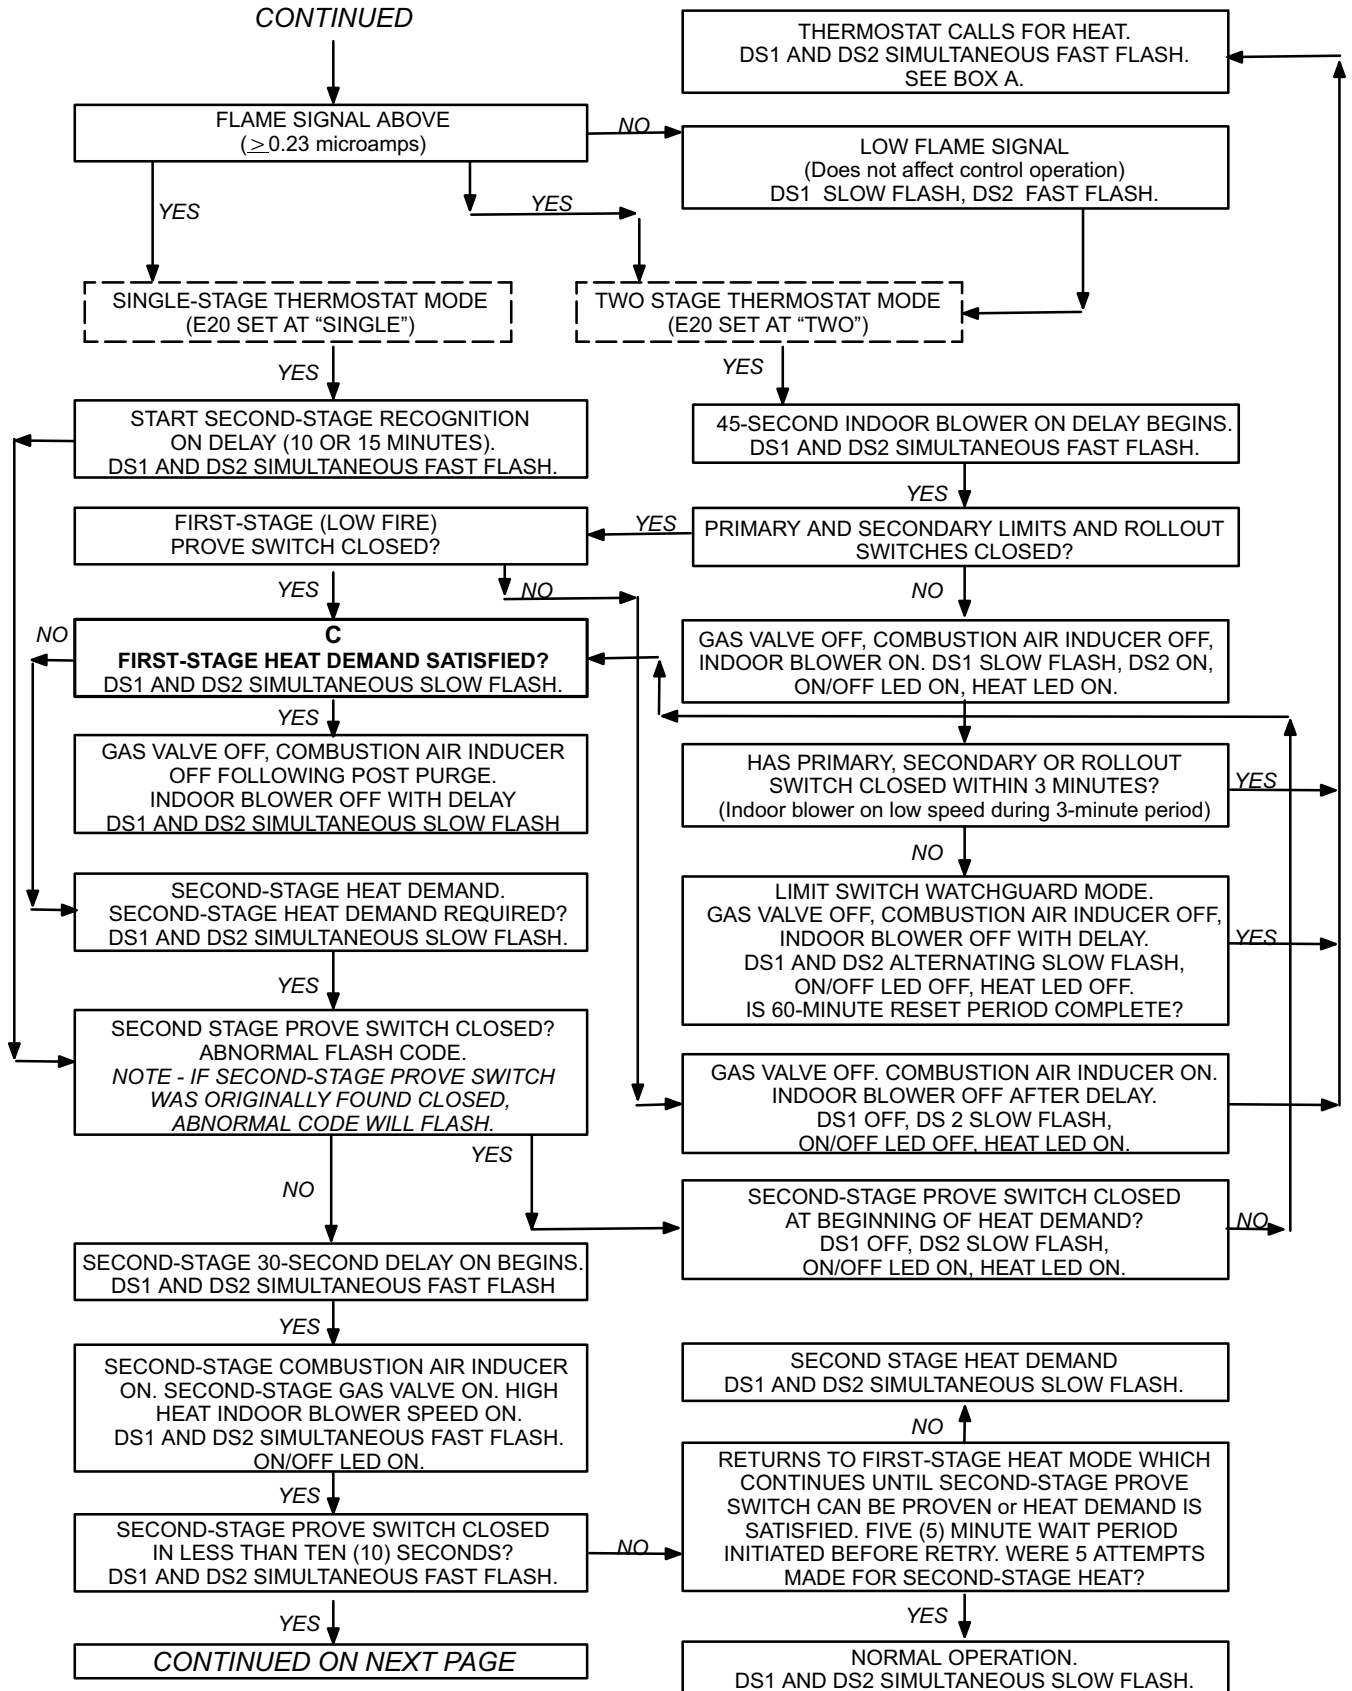 CONTINUED
THERMOSTAT CALLS FOR HEAT.
DS1 AND DS2 SIMULTANEOUS FAST FLASH.
SEE BOX A.
FLAME SIGNAL ABOVE
(≥0.23 microamps)
NO
LOW FLAME SIGNAL
(Does not affect control operation)
DS1 SLOW FLASH, DS2 FAST FLASH.
YES
YES
SINGLE-STAGE THERMOSTAT MODE
(E20 SET AT “SINGLE”)
TWO STAGE THERMOSTAT MODE
(E20 SET AT “TWO”)
YES
YES
START SECOND-STAGE RECOGNITION
ON DELAY (10 OR 15 MINUTES).
DS1 AND DS2 SIMULTANEOUS FAST FLASH.
45-SECOND INDOOR BLOWER ON DELAY BEGINS.
DS1 AND DS2 SIMULTANEOUS FAST FLASH.
YES
FIRST-STAGE (LOW FIRE)
PROVE SWITCH CLOSED?
YES
PRIMARY AND SECONDARY LIMITS AND ROLLOUT
SWITCHES CLOSED?
YES
NO
NO
NO
C
FIRST-STAGE HEAT DEMAND SATISFIED?
DS1 AND DS2 SIMULTANEOUS SLOW FLASH.
GAS VALVE OFF, COMBUSTION AIR INDUCER OFF,
INDOOR BLOWER ON. DS1 SLOW FLASH, DS2 ON,
ON/OFF LED ON, HEAT LED ON.
YES
GAS VALVE OFF, COMBUSTION AIR INDUCER
OFF FOLLOWING POST PURGE.
INDOOR BLOWER OFF WITH DELAY
DS1 AND DS2 SIMULTANEOUS SLOW FLASH
HAS PRIMARY, SECONDARY OR ROLLOUT
SWITCH CLOSED WITHIN 3 MINUTES?
(Indoor blower on low speed during 3-minute period)
YES
NO
SECOND-STAGE HEAT DEMAND.
SECOND-STAGE HEAT DEMAND REQUIRED?
DS1 AND DS2 SIMULTANEOUS SLOW FLASH.
LIMIT SWITCH WATCHGUARD MODE.
GAS VALVE OFF, COMBUSTION AIR INDUCER OFF,
INDOOR BLOWER OFF WITH DELAY.
DS1 AND DS2 ALTERNATING SLOW FLASH,
ON/OFF LED OFF, HEAT LED OFF.
IS 60-MINUTE RESET PERIOD COMPLETE?
YES
YES
SECOND STAGE PROVE SWITCH CLOSED?
ABNORMAL FLASH CODE.
NOTE - IF SECOND-STAGE PROVE SWITCH
WAS ORIGINALLY FOUND CLOSED,
ABNORMAL CODE WILL FLASH.
GAS VALVE OFF. COMBUSTION AIR INDUCER ON.
INDOOR BLOWER OFF AFTER DELAY.
DS1 OFF, DS 2 SLOW FLASH,
ON/OFF LED OFF, HEAT LED ON.
YES
NO
SECOND-STAGE PROVE SWITCH CLOSED
AT BEGINNING OF HEAT DEMAND?
DS1 OFF, DS2 SLOW FLASH,
ON/OFF LED ON, HEAT LED ON.
NO
SECOND-STAGE 30-SECOND DELAY ON BEGINS.
DS1 AND DS2 SIMULTANEOUS FAST FLASH
YES
SECOND-STAGE COMBUSTION AIR INDUCER
ON. SECOND-STAGE GAS VALVE ON. HIGH
HEAT INDOOR BLOWER SPEED ON.
DS1 AND DS2 SIMULTANEOUS FAST FLASH.
ON/OFF LED ON.
SECOND STAGE HEAT DEMAND
DS1 AND DS2 SIMULTANEOUS SLOW FLASH.
NO
YES
RETURNS TO FIRST-STAGE HEAT MODE WHICH
CONTINUES UNTIL SECOND-STAGE PROVE
SWITCH CAN BE PROVEN or HEAT DEMAND IS
SATISFIED. FIVE (5) MINUTE WAIT PERIOD
INITIATED BEFORE RETRY. WERE 5 ATTEMPTS
MADE FOR SECOND-STAGE HEAT?
SECOND-STAGE PROVE SWITCH CLOSED
IN LESS THAN TEN (10) SECONDS?
DS1 AND DS2 SIMULTANEOUS FAST FLASH.
NO
YES
YES
CONTINUED ON NEXT PAGE
NORMAL OPERATION.
DS1 AND DS2 SIMULTANEOUS SLOW FLASH.